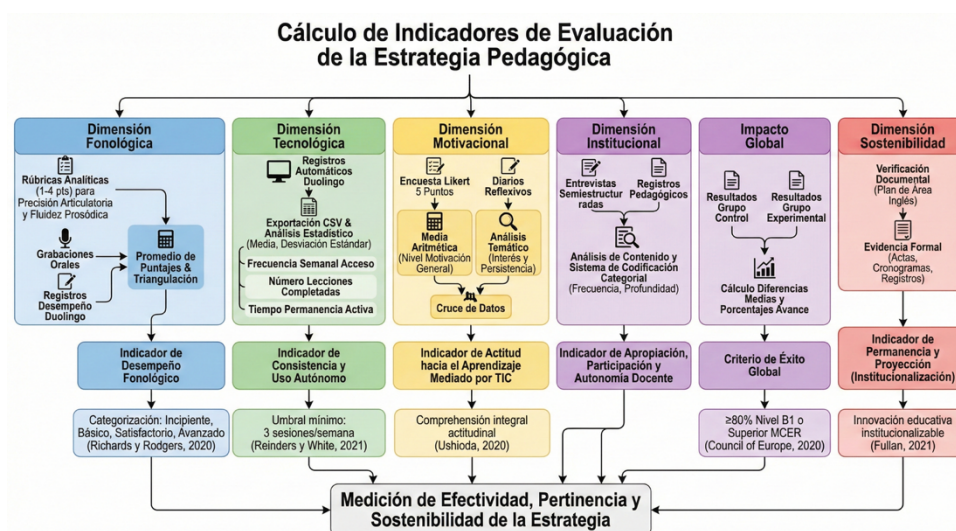 Cálculo de Indicadores de Evaluación
de la Estrategia Pedagógica
Dimensión
Fonológica
Rúbricas Analíticas
(1-4 pts) para
Precisión Articulatoria
y Fluidez Prosódica
Grabaciones
Orales
Registros
Desempeño
Duolingo
Promedio de
Puntajes &
Triangulación
Indicador de
Desempeño
Fonológico
Categorización: Incipiente,
Básico, Satisfactorio, Avanzado
(Richards y Rodgers, 2020)
Dimensión
Tecnológica
Registros
Automáticos
Duolingo
Exportación CSV &
Análisis Estadístico
(Media, Desviación Estándar)
Frecuencia Semanal Acceso
Número Lecciones
Completadas
Tiempo Permanencia Activa
Indicador de
Consistencia y
Uso Autónomo
Umbral mínimo:
3 sesiones/semana
(Reinders y White, 2021)
Dimensión
Motivacional
Encuesta Likert
5 Puntos
Diarios
Reflexivos
Media
Aritmética
(Nivel Motivación
General)
Análisis
Temático
(Interés y
Persistencia)
Cruce de Datos
Indicador de Actitud
hacia el Aprendizaje
Mediado por TIC
Comprensión integral
actitudinal
(Ushioda, 2020)
Dimensión
Institucional
Entrevistas
Semiestructur
radas
Registros
Pedagógicos
Análisis de Contenido y
Sistema de Codificación
Categorial
(Frecuencia, Profundidad)
Indicador de Apropiación,
Participación y
Autonomía Docente
Impacto
Global
Resultados
Grupo
Control
Resultados
Grupo
Experimental
Cálculo Diferencias
Medias y
Porcentajes Avance
Criterio de Éxito
Global
≥80% Nivel B1 o
Superior MCER
(Council of Europe, 2020)
Dimensión
Sostenibilidad
Verificación
Documental
(Plan de Área
Inglés)
Evidencia Formal
(Actas,
Cronogramas,
Registros)
Indicador de
Permanencia y
Proyección
(Institucionalización)
Innovación educativa
institucionalizable
(Fullan, 2021)
Medición de Efectividad, Pertinencia y
Sostenibilidad de la Estrategia